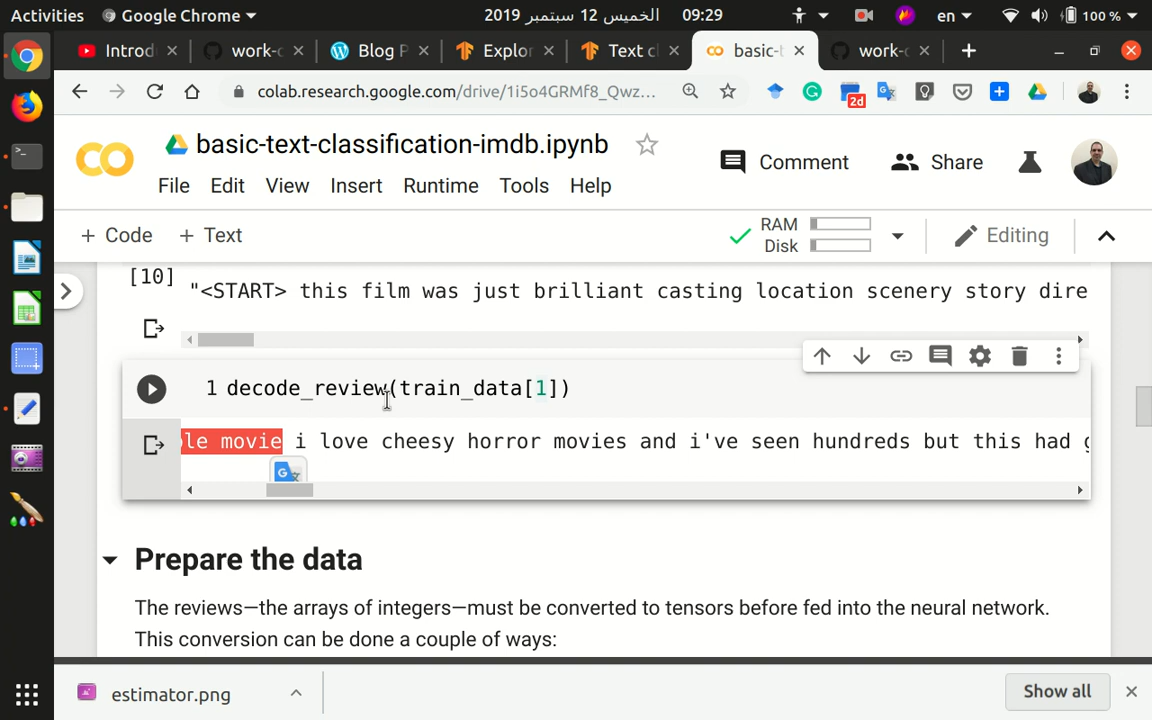 Activities Google Chrome الخميس 12 سبتمبر 2019 09:29 en 100 %
Introd work-c Blog P Explor Text cl basic-t work-c
colab.research.google.com/drive/1i5o4GRMf8_Qwz... 2d
CO basic-text-classification-imdb.ipynb Comment Share
File Edit View Insert Runtime Tools Help
+ Code + Text RAM Editing
Disk
[10] "<START> this film was just brilliant casting location scenery story dire
1 decode_review(train_data[1])
le movie i love cheesy horror movies and i've seen hundreds but this had g
G
Prepare the data
The reviews—the arrays of integers—must be converted to tensors before fed into the neural network.
This conversion can be done a couple of ways:
estimator.png Show all